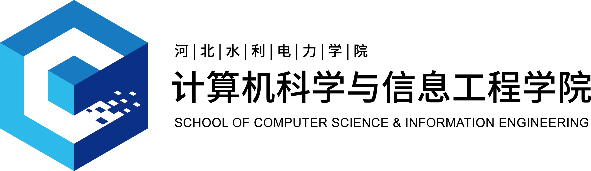 河|北|水|利|电|力|学|院
计算机科学与信息工程学院
SCHOOL OF COMPUTER SCIENCE & INFORMATION ENGINEERING